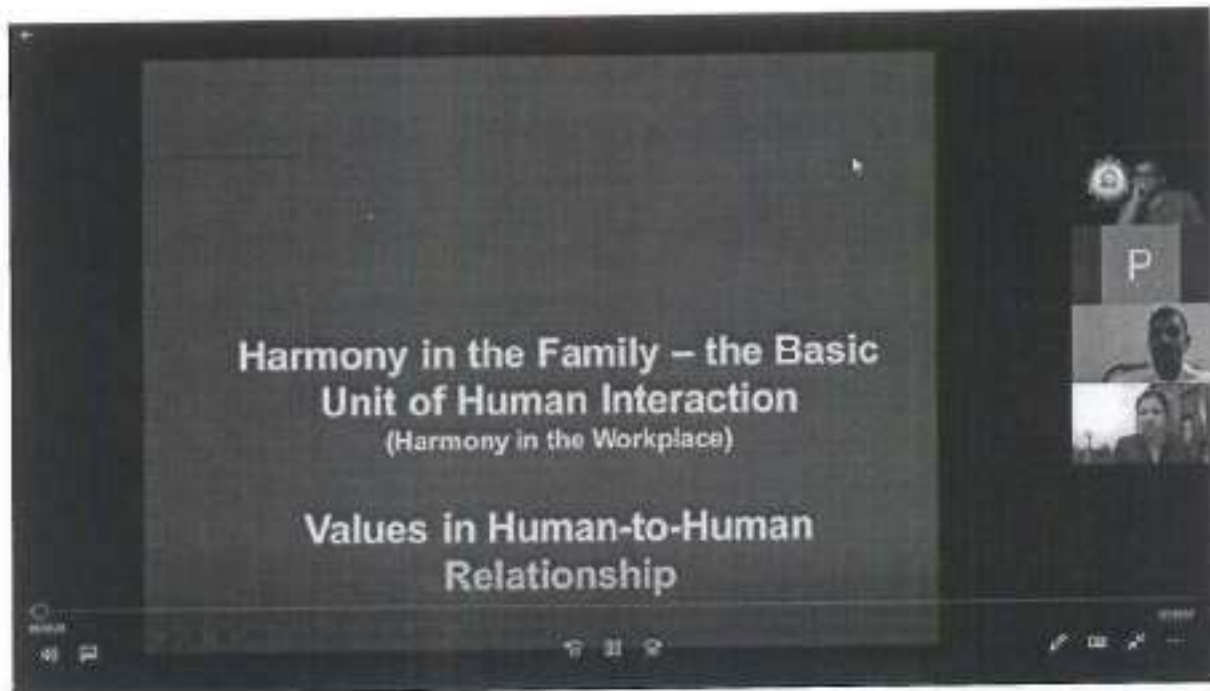 Harmony in the Family – the Basic
Unit of Human Interaction
(Harmony in the Workplace)
Values in Human-to-Human
Relationship
P